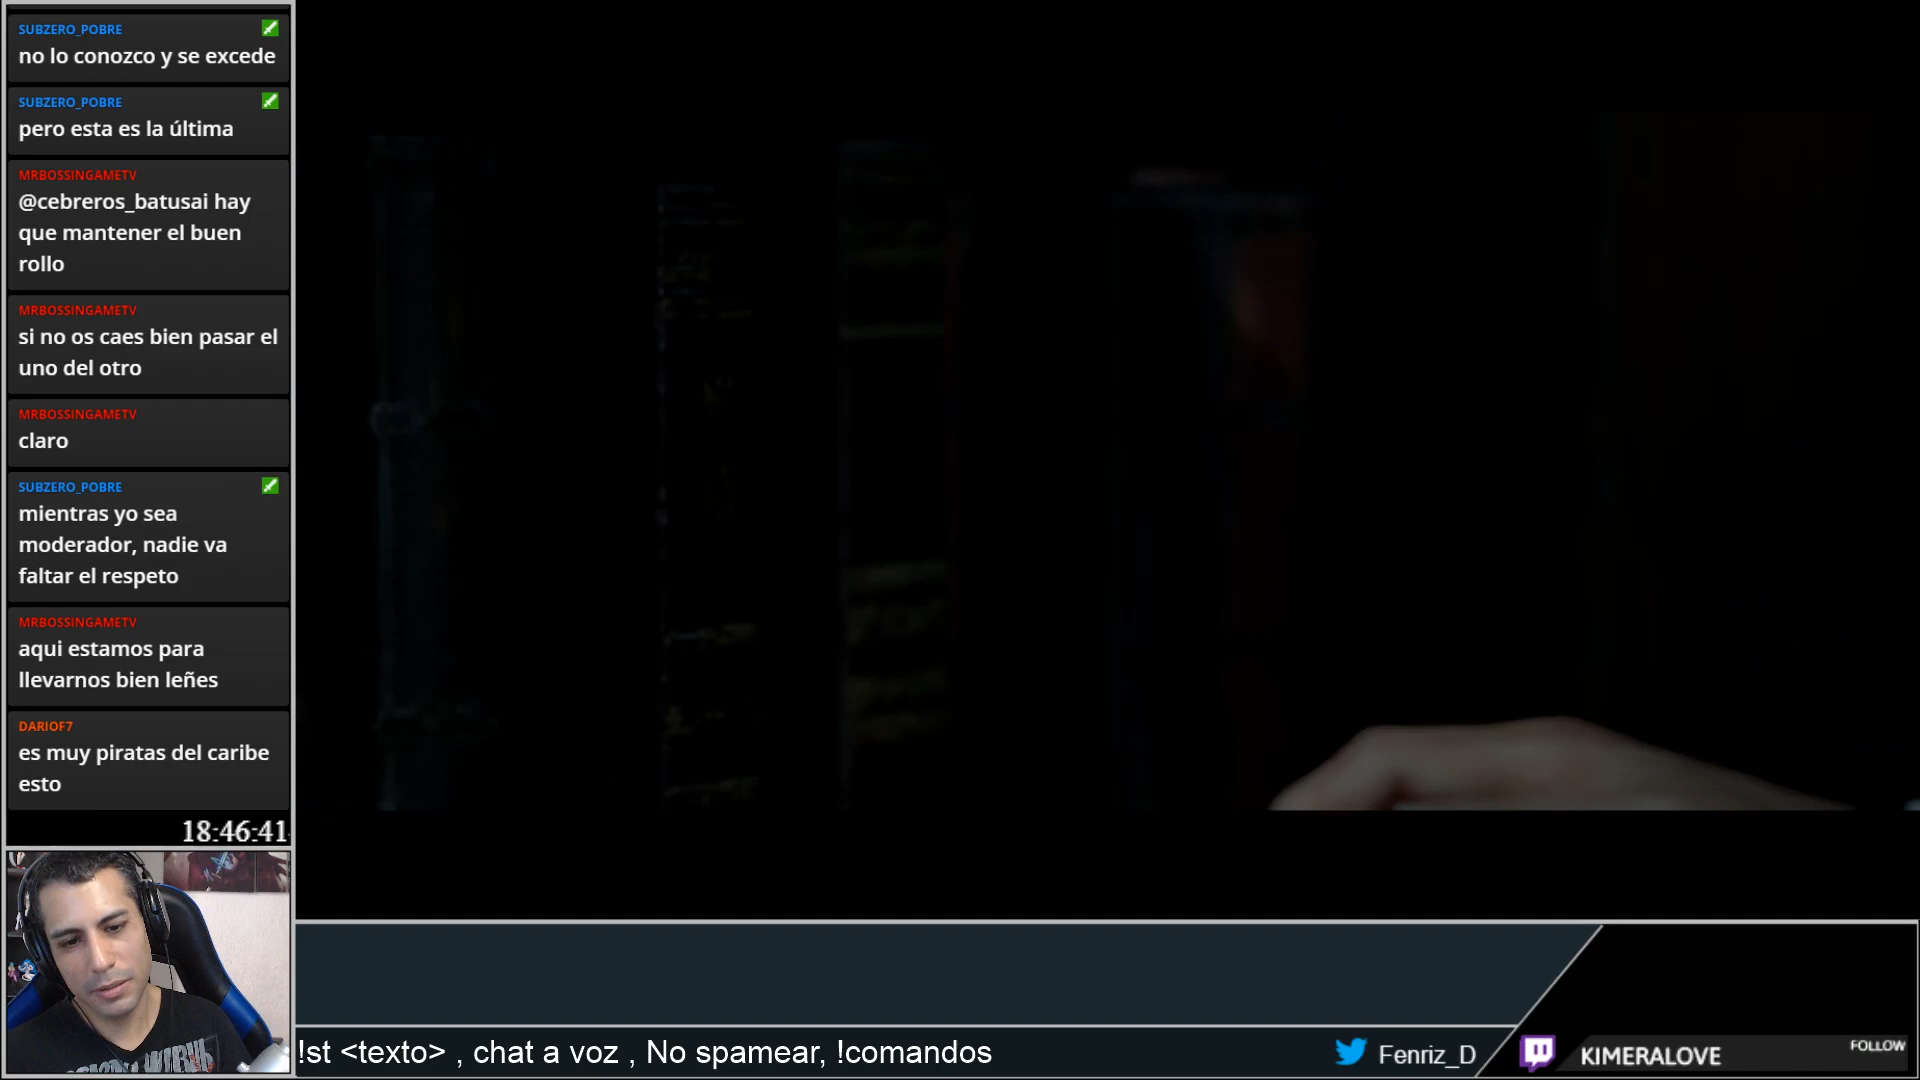 SUBZERO_POBRE
no lo conozco y se excede
SUBZERO_POBRE
pero esta es la última
MRBOSSINGAMETV
@cebreros_batusai hay
que mantener el buen
rollo
MRBOSSINGAMETV
si no os caes bien pasar el
uno del otro
MRBOSSINGAMETV
claro
SUBZERO_POBRE
mientras yo sea
moderador, nadie va
faltar el respeto
MRBOSSINGAMETV
aqui estamos para
llevarnos bien leñes
DARIOF7
es muy piratas del caribe
esto
18:46:41
!st <texto> , chat a voz , No spamear, !comandos
Fenriz_D
KIMERALOVE
FOLLOW